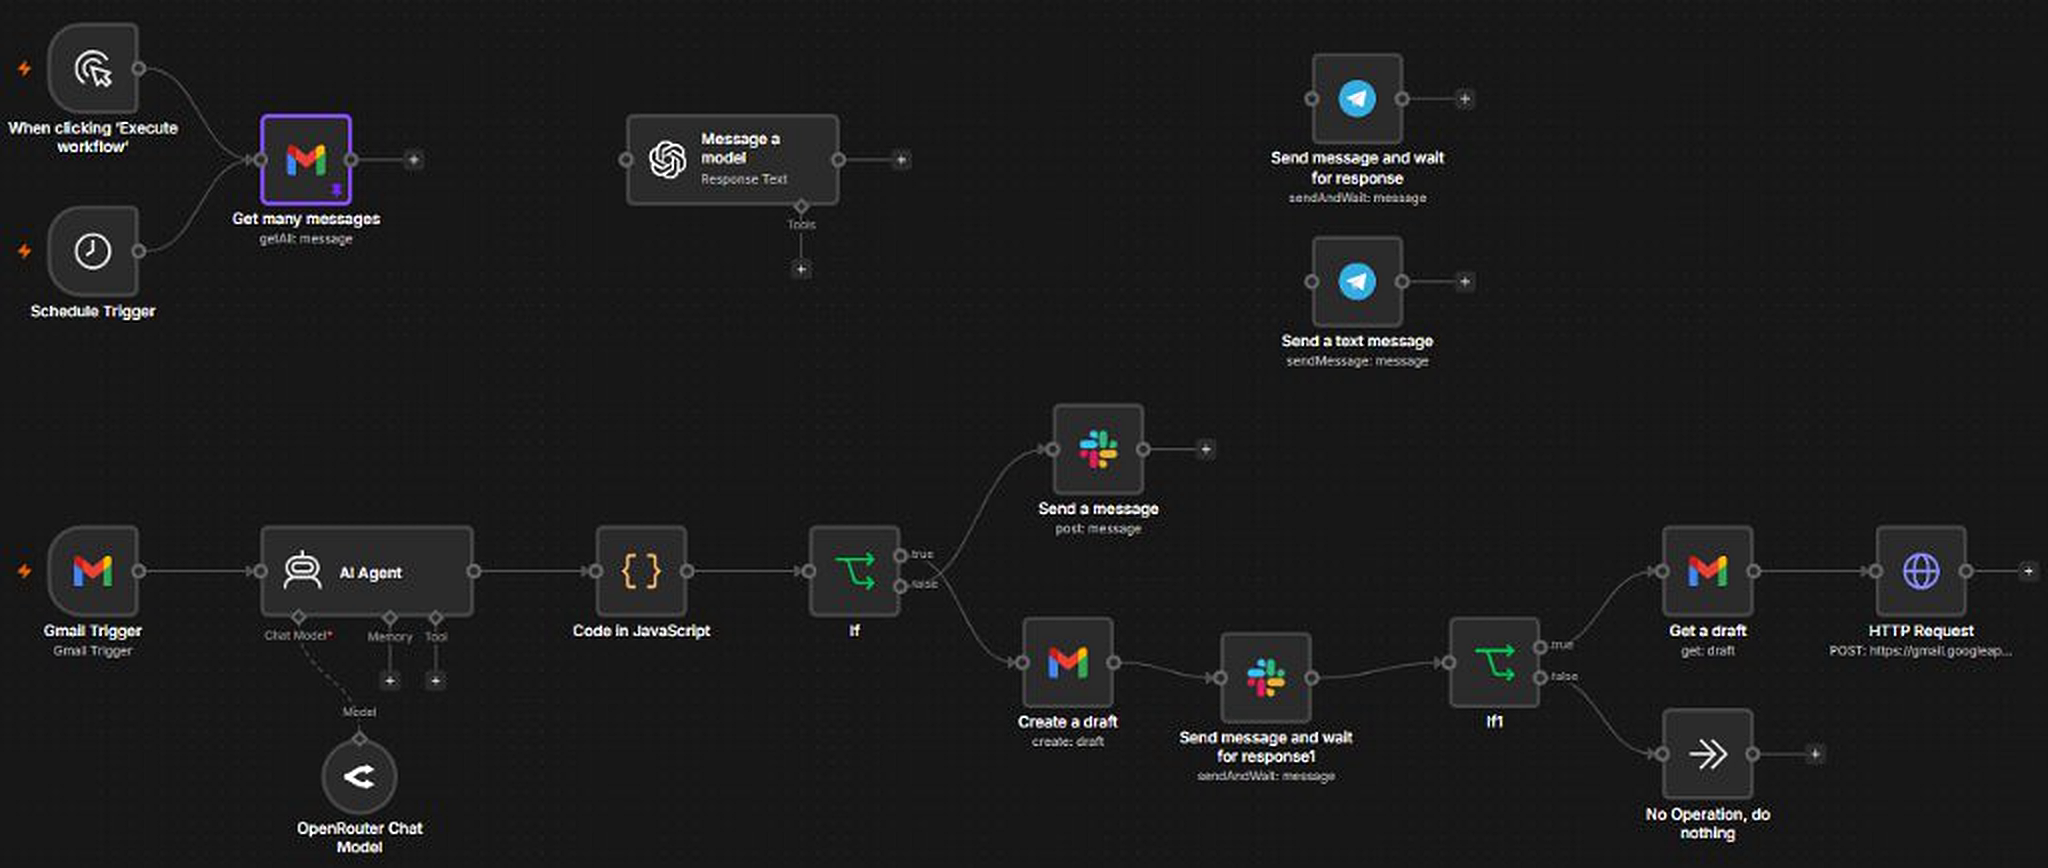 When clicking 'Execute
workflow'
Get many messages
getAll: message
Schedule Trigger
Message a
model
Response Text
Tools
Send message and wait
for response
sendAndWait: message
Send a text message
sendMessage: message
Send a message
post: message
Gmail Trigger
Gmail Trigger
AI Agent
Chat Model*
Memory
Tool
Model
OpenRouter Chat
Model
Code in JavaScript
If
true
false
Create a draft
create: draft
Send message and wait
for response1
sendAndWait: message
If1
true
false
Get a draft
get: draft
HTTP Request
POST: https://gmail.googleap...
No Operation, do
nothing